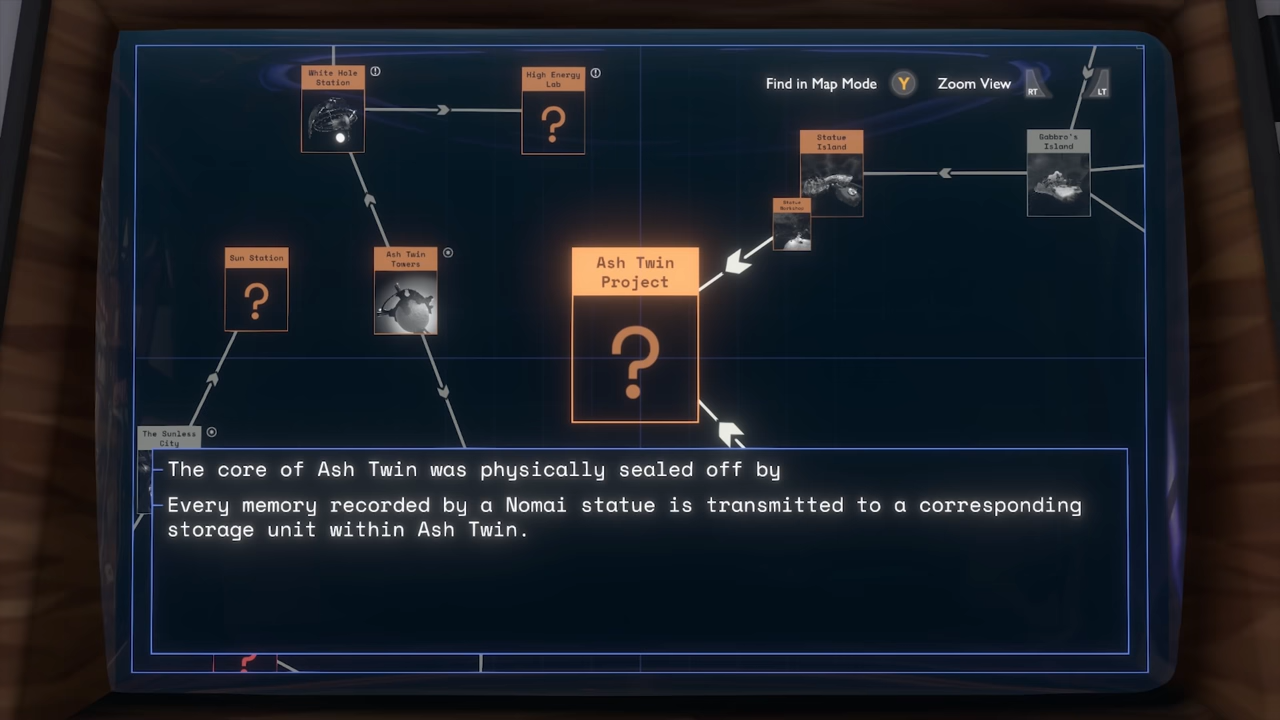 White Hole
Station
High Energy
Lab
?
Find in Map Mode Y Zoom View RT LT
Statue
Island
Gabbro's
Island
Statue
Workshop
Sun Station
?
Ash Twin
Towers
Ash Twin
Project
?
The Sunless
City
The core of Ash Twin was physically sealed off by
Every memory recorded by a Nomai statue is transmitted to a corresponding
storage unit within Ash Twin.
?